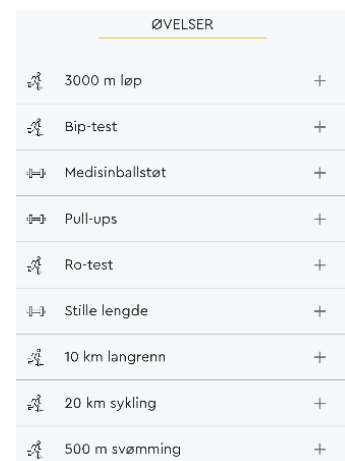 ØVELSER
3000 m løp
Bip-test
Medisinballstøt
Pull-ups
Ro-test
Stille lengde
10 km langrenn
20 km sykling
500 m svømming